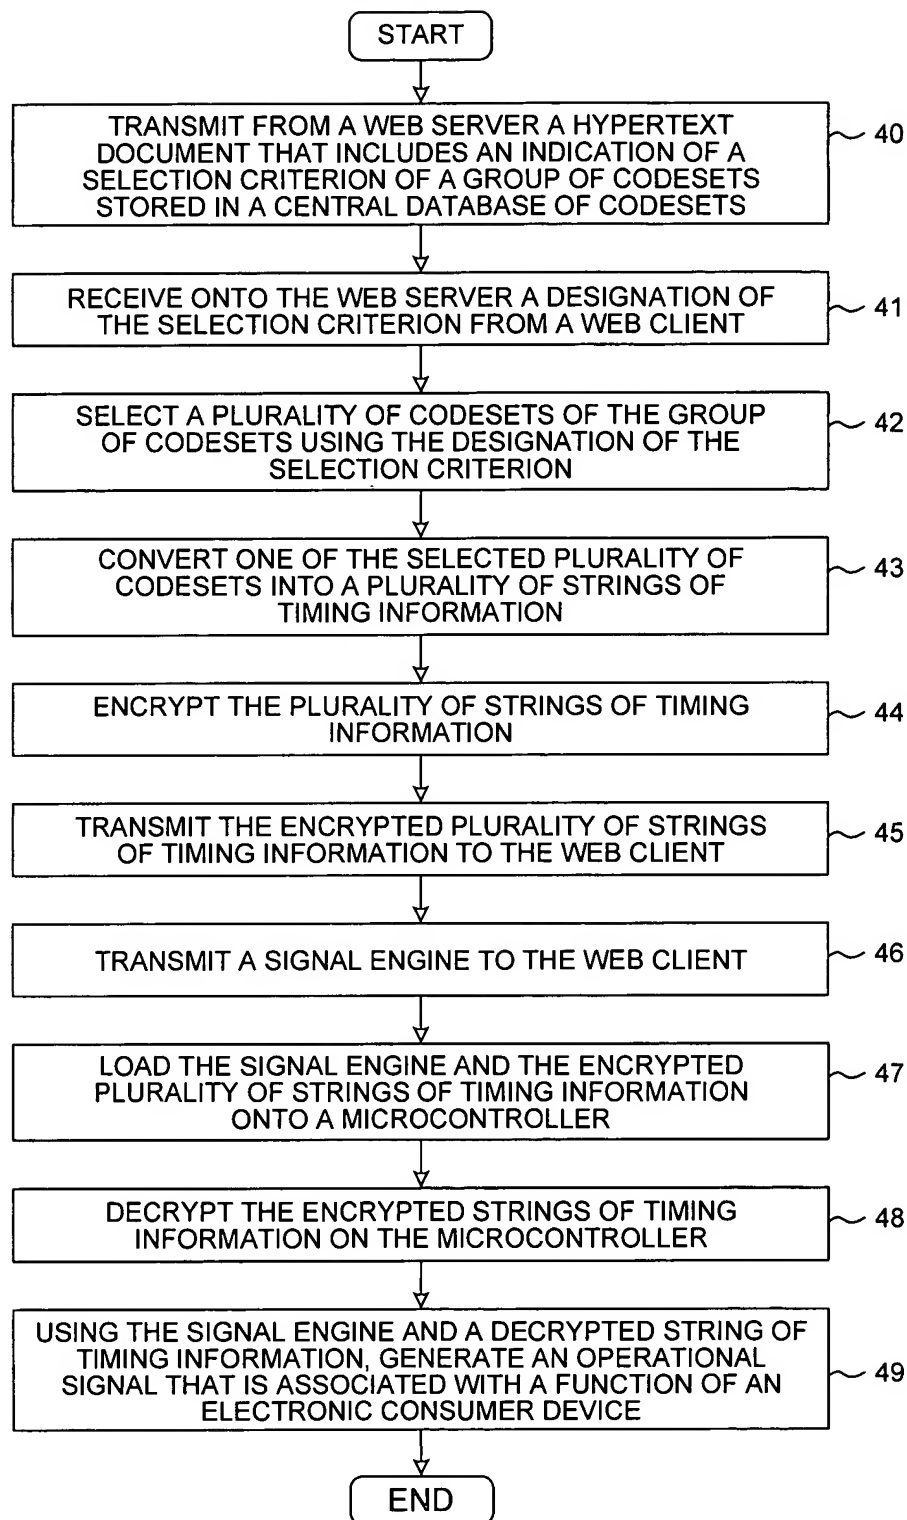 START
TRANSMIT FROM A WEB SERVER A HYPERTEXT
DOCUMENT THAT INCLUDES AN INDICATION OF A
SELECTION CRITERION OF A GROUP OF CODESETS
STORED IN A CENTRAL DATABASE OF CODESETS
40
RECEIVE ONTO THE WEB SERVER A DESIGNATION OF
THE SELECTION CRITERION FROM A WEB CLIENT
41
SELECT A PLURALITY OF CODESETS OF THE GROUP
OF CODESETS USING THE DESIGNATION OF THE
SELECTION CRITERION
42
CONVERT ONE OF THE SELECTED PLURALITY OF
CODESETS INTO A PLURALITY OF STRINGS OF
TIMING INFORMATION
43
ENCRYPT THE PLURALITY OF STRINGS OF TIMING
INFORMATION
44
TRANSMIT THE ENCRYPTED PLURALITY OF STRINGS
OF TIMING INFORMATION TO THE WEB CLIENT
45
TRANSMIT A SIGNAL ENGINE TO THE WEB CLIENT
46
LOAD THE SIGNAL ENGINE AND THE ENCRYPTED
PLURALITY OF STRINGS OF TIMING INFORMATION
ONTO A MICROCONTROLLER
47
DECRYPT THE ENCRYPTED STRINGS OF TIMING
INFORMATION ON THE MICROCONTROLLER
48
USING THE SIGNAL ENGINE AND A DECRYPTED STRING OF
TIMING INFORMATION, GENERATE AN OPERATIONAL
SIGNAL THAT IS ASSOCIATED WITH A FUNCTION OF AN
ELECTRONIC CONSUMER DEVICE
49
END